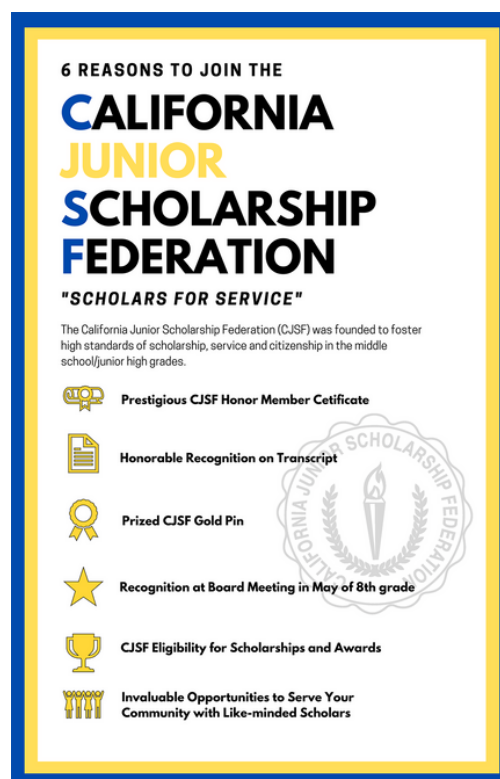 6 REASONS TO JOIN THE
CALIFORNIA
JUNIOR
SCHOLARSHIP
FEDERATION
"SCHOLARS FOR SERVICE"
The California Junior Scholarship Federation (CJSF) was founded to foster
high standards of scholarship, service and citizenship in the middle
school/junior high grades.
Prestigious CJSF Honor Member Cetificate
Honorable Recognition on Transcript
Prized CJSF Gold Pin
Recognition at Board Meeting in May of 8th grade
CJSF Eligibility for Scholarships and Awards
Invaluable Opportunities to Serve Your
Community with Like-minded Scholars
CALIFORNIA JUNIOR SCHOLARSHIP FEDERATION